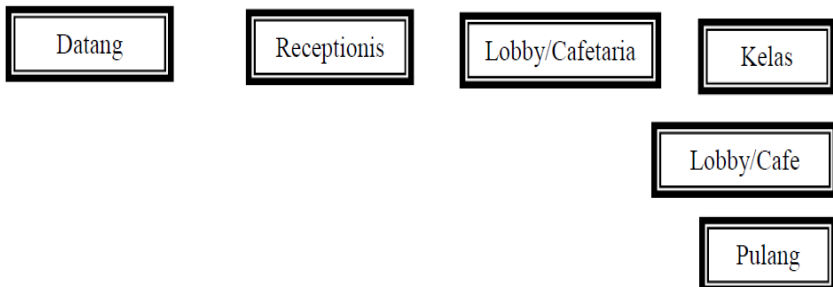 Datang
Receptionis
Lobby/Cafetaria
Kelas
Lobby/Cafe
Pulang